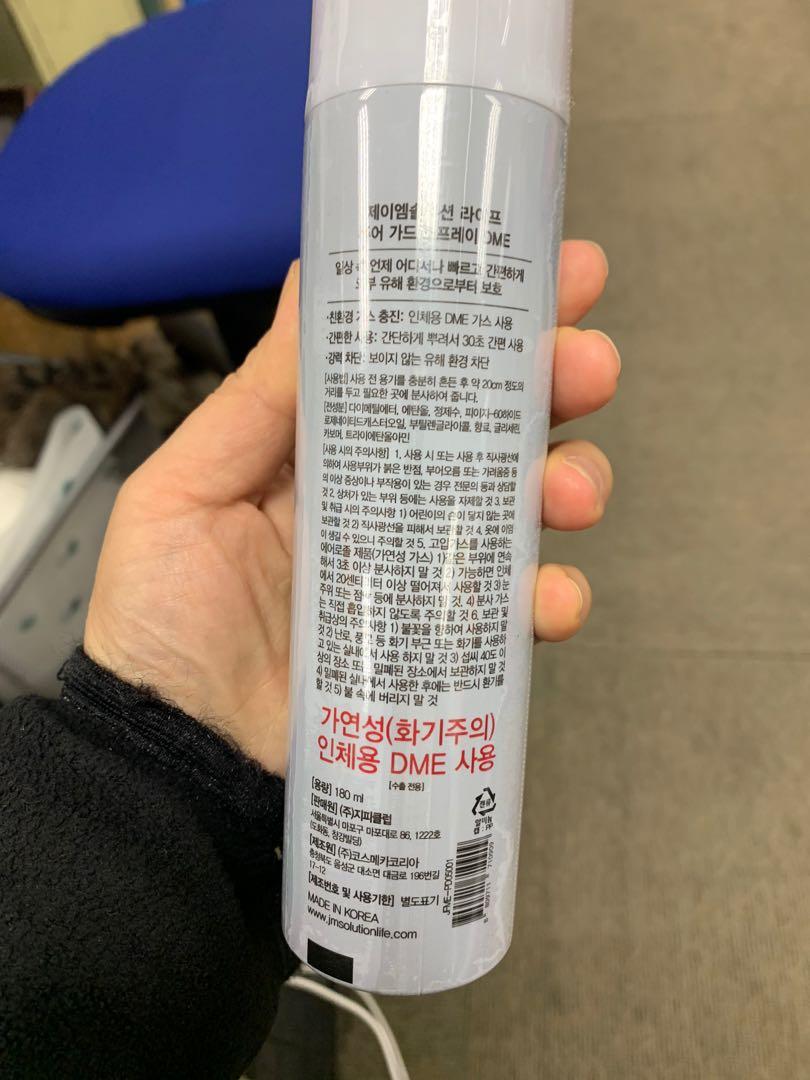 제이엠솔루션 라이프
퓨어 가드 스프레이 DME
일상 속 언제 어디서나 빠르고 간편하게
외부 유해 환경으로부터 보호
·친환경 가스 충진: 인체용 DME 가스 사용
·간편한 사용: 간단하게 뿌려서 30초 간편 사용
·강력 차단: 보이지 않는 유해 환경 차단
[사용법] 사용 전 용기를 충분히 흔든 후 약 20cm 정도의
거리를 두고 필요한 곳에 분사하여 줍니다.
[전성분] 다이메틸에터, 에탄올, 정제수, 피이지-60하이드
로제네이티드캐스터오일, 부틸렌글라이콜, 향료, 글리세린,
카보머, 트라이에탄올아민
[사용 시의 주의사항] 1. 사용 시 또는 사용 후 직사광선에
의하여 사용부위가 붉은 반점, 부어오름 또는 가려움증 등
의 이상 증상이나 부작용이 있는 경우 전문의 등과 상담할
것 2. 상처가 있는 부위 등에는 사용을 자제할 것 3. 보관
및 취급 시의 주의사항 1) 어린이의 손이 닿지 않는 곳에
보관할 것 2) 직사광선을 피해서 보관할 것 4. 옷에 이염
이 생길 수 있으니 주의할 것 5. 고압가스를 사용하는
에어로졸 제품(가연성 가스) 1)같은 부위에 연속
해서 3초 이상 분사하지 말 것 2) 가능하면 인체
에서 20센티미터 이상 떨어져서 사용할 것 3) 눈
주위 또는 점막 등에 분사하지 말 것. 4) 분사 가스
는 직접 흡입하지 않도록 주의할 것 6. 보관 및
취급상의 주의사항 1) 불꽃을 향하여 사용하지 말
것 2) 난로, 풍로 등 화기 부근 또는 화기를 사용하
고 있는 실내에서 사용 하지 말 것 3) 섭씨 40도 이
상의 장소 또는 밀폐된 장소에서 보관하지 말 것
4) 밀폐된 실내에서 사용한 후에는 반드시 환기를
할 것 5) 불 속에 버리지 말 것
가연성(화기주의)
인체용 DME 사용
[수출 전용]
[용량] 180 ml
[판매원] (주)지피클럽
서울특별시 마포구 마포대로 86, 1222호
(도화동, 창강빌딩)
[제조원] (주)코스메카코리아
충청북도 음성군 대소면 대금로 196번길
17-12
[제조번호 및 사용기한] 별도표기
MADE IN KOREA
www.jmsolutionlife.com
캔류
알미늄
캡 : PP
JFME-PD05001